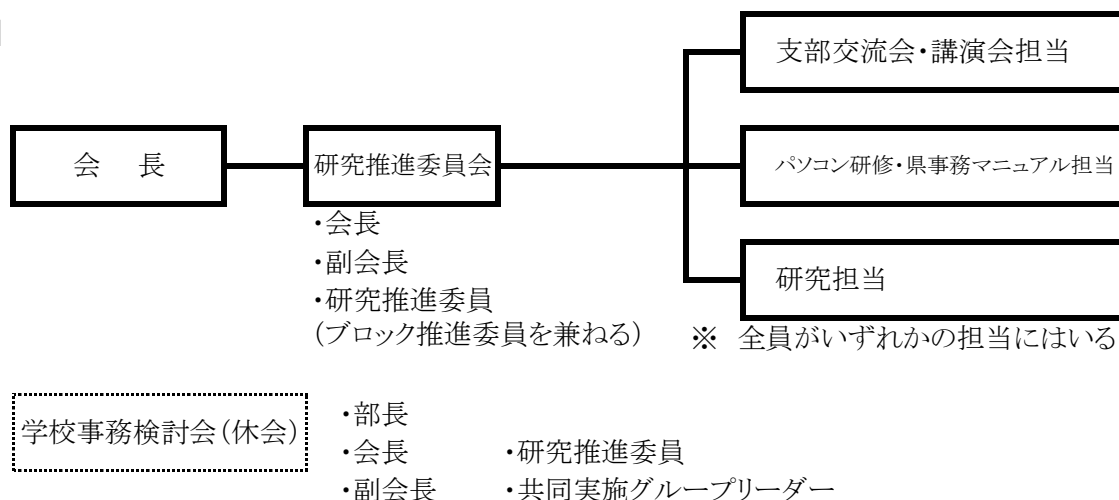 支部交流会・講演会担当
会　長
研究推進委員会
パソコン研修・県事務マニュアル担当
・会長
・副会長
・研究推進委員
(ブロック推進委員を兼ねる)
研究担当
※　全員がいずれかの担当にはいる
学校事務検討会(休会)
・部長
・会長　　・研究推進委員
・副会長　・共同実施グループリーダー